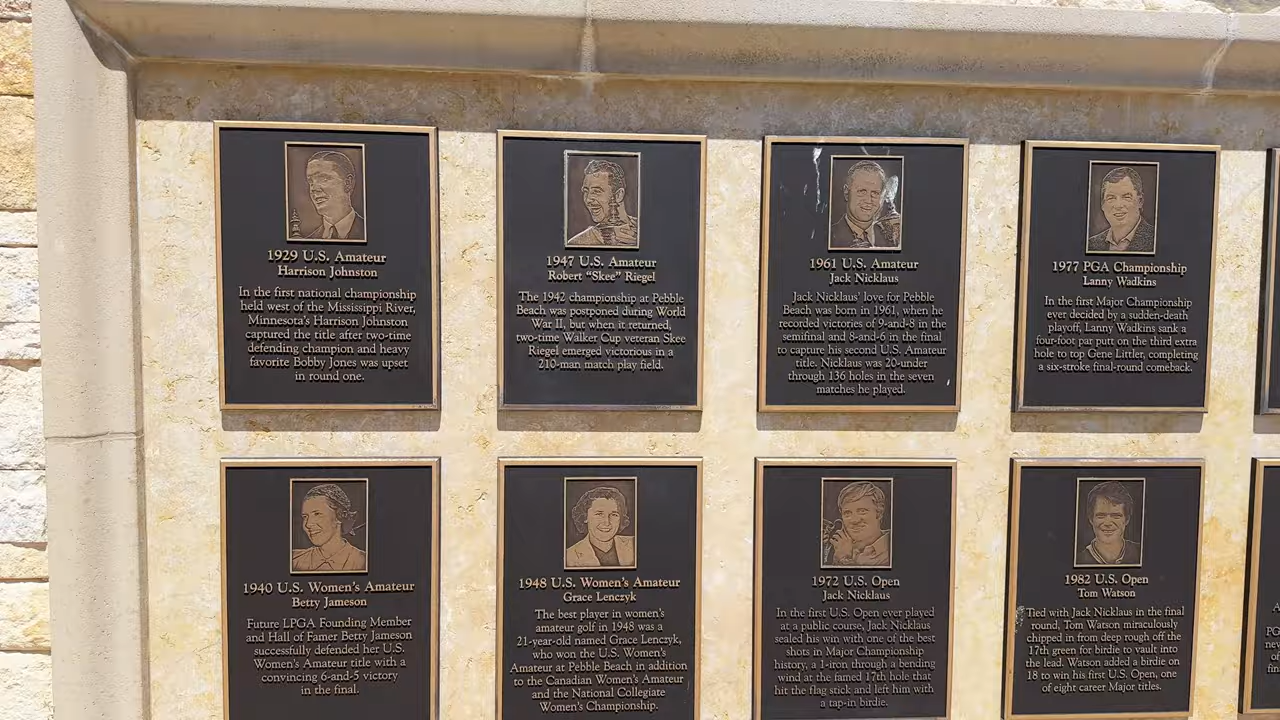 1929 U.S. Amateur
Harrison Johnston
In the first national championship
held west of the Mississippi River,
Minnesota's Harrison Johnston
captured the title after two-time
defending champion and heavy
favorite Bobby Jones was upset
in round one.
1947 U.S. Amateur
Robert "Skee" Riegel
The 1942 championship at Pebble
Beach was postponed during World
War II, but when it returned,
two-time Walker Cup veteran Skee
Riegel emerged victorious in a
210-man match play field.
1961 U.S. Amateur
Jack Nicklaus
Jack Nicklaus' love for Pebble
Beach was born in 1961, when he
recorded victories of 9-and-8 in the
semifinal and 8-and-6 in the final
to capture his second U.S. Amateur
title. Nicklaus was 20-under
through 136 holes in the seven
matches he played.
1977 PGA Championship
Lanny Wadkins
In the first Major Championship
ever decided by a sudden-death
playoff, Lanny Wadkins sank a
four-foot par putt on the third extra
hole to top Gene Littler, completing
a six-stroke final-round comeback.
1940 U.S. Women's Amateur
Betty Jameson
Future LPGA Founding Member
and Hall of Famer Betty Jameson
successfully defended her U.S.
Women's Amateur title with a
convincing 6-and-5 victory
in the final.
1948 U.S. Women's Amateur
Grace Lenczyk
The best player in women's
amateur golf in 1948 was a
21-year-old named Grace Lenczyk,
who won the U.S. Women's
Amateur at Pebble Beach in addition
to the Canadian Women's Amateur
and the National Collegiate
Women's Championship.
1972 U.S. Open
Jack Nicklaus
In the first U.S. Open ever played
at a public course, Jack Nicklaus
sealed his win with one of the best
shots in Major Championship
history, a 1-iron through a bending
wind at the famed 17th hole that
hit the flag stick and left him with
a tap-in birdie.
1982 U.S. Open
Tom Watson
Tied with Jack Nicklaus in the final
round, Tom Watson miraculously
chipped in from deep rough off the
17th green for birdie to vault into
the lead. Watson added a birdie on
18 to win his first U.S. Open, one
of eight career Major titles.